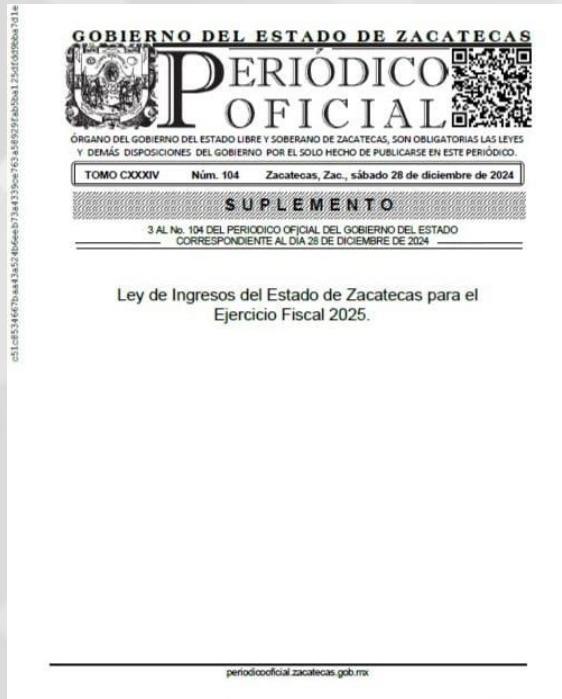 GOBIERNO DEL ESTADO DE ZACATECAS
PERIÓDICO
OFICIAL
ÓRGANO DEL GOBIERNO DEL ESTADO LIBRE Y SOBERANO DE ZACATECAS, SON OBLIGATORIAS LAS LEYES
Y DEMÁS DISPOSICIONES DEL GOBIERNO POR EL SOLO HECHO DE PUBLICARSE EN ESTE PERIÓDICO.
TOMO CXXXIV Núm. 104 Zacatecas, Zac., sábado 28 de diciembre de 2024
SUPLEMENTO
3 AL No. 104 DEL PERIODICO OFICIAL DEL GOBIERNO DEL ESTADO
CORRESPONDIENTE AL DIA 28 DE DICIEMBRE DE 2024
Ley de Ingresos del Estado de Zacatecas para el
Ejercicio Fiscal 2025.
periodicooficial.zacatecas.gob.mx